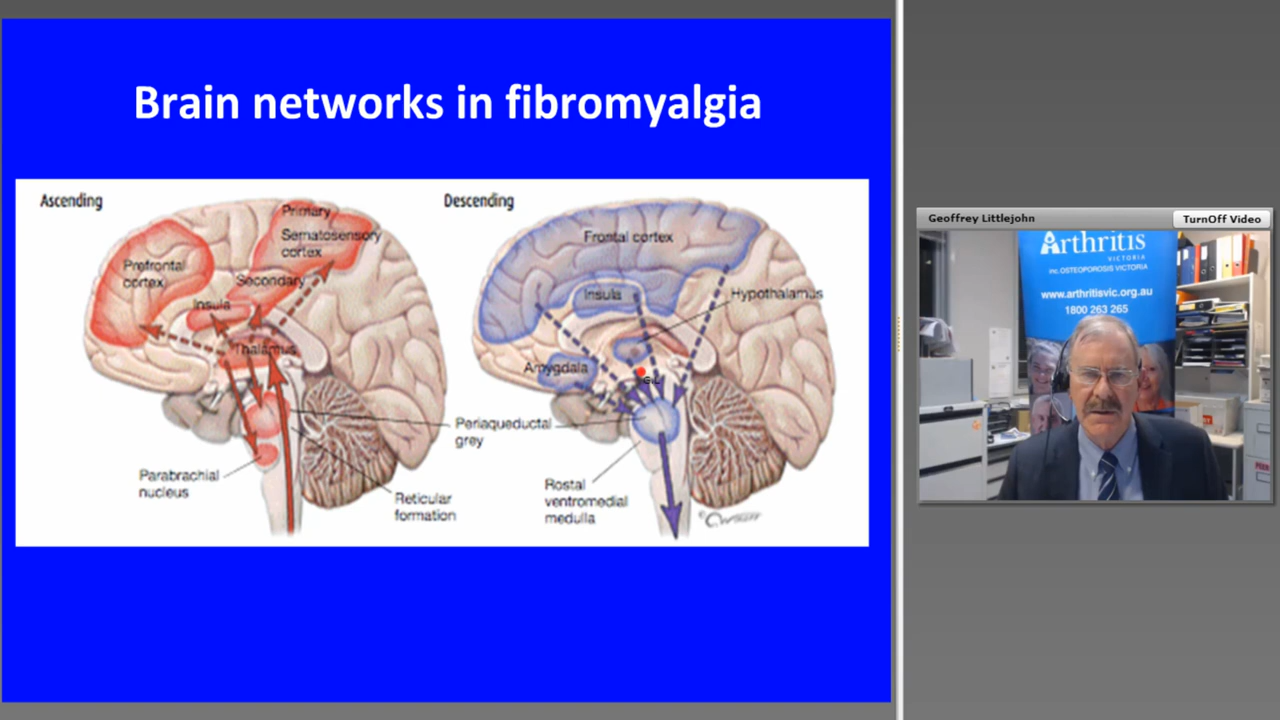 Brain networks in fibromyalgia
Ascending
Primary
Sematosensory
cortex
Prefrontal
cortex
Secondary
Insula
Thalamus
Periaqueductal
grey
Parabrachial
nucleus
Reticular
formation
Descending
Frontal cortex
Insula
Hypothalamus
Amygdala
GL
Rostal
ventromedial
medulla
Geoffrey Littlejohn
TurnOff Video
Arthritis
VICTORIA
INC. OSTEOPOROSIS VICTORIA
www.arthritisvic.org.au
1800 263 265